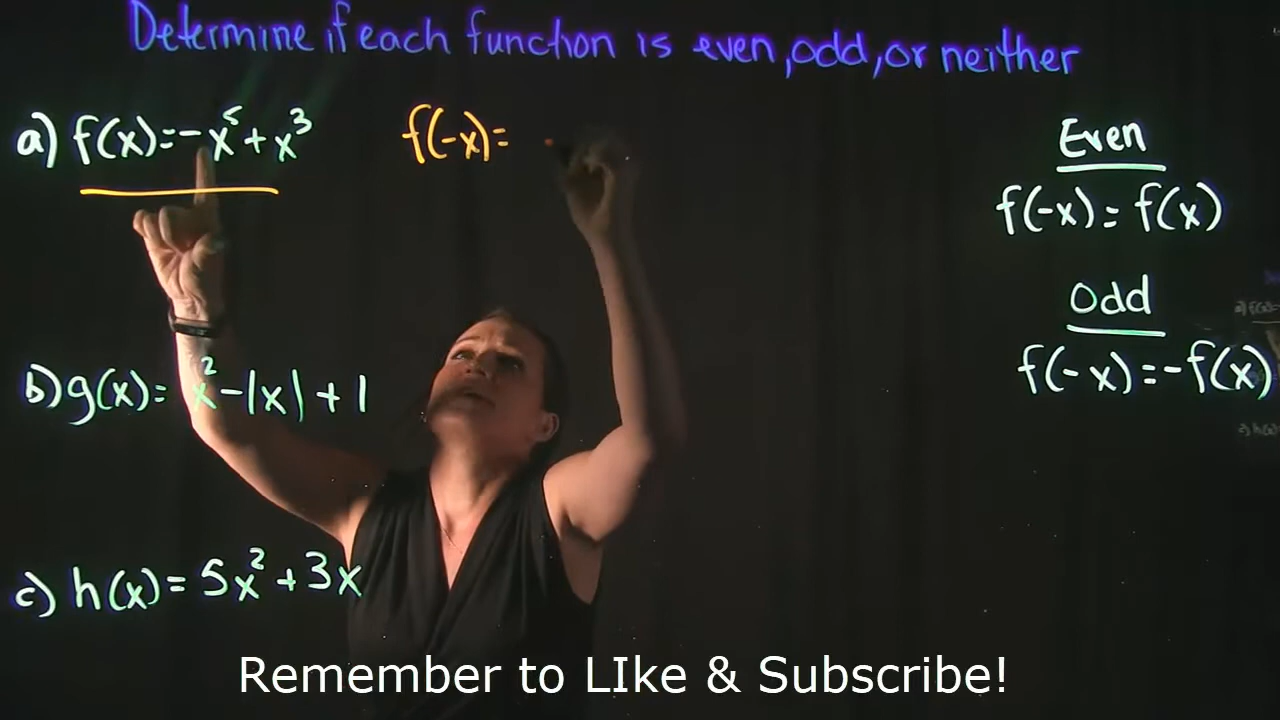 Determine if each function is even, odd, or neither
a) f(x)=-x⁵+x³
f(-x)=
Even
f(-x)=f(x)
Odd
f(-x)=-f(x)
b) g(x)=x²-|x|+1
c) h(x)=5x²+3x
Remember to LIke & Subscribe!